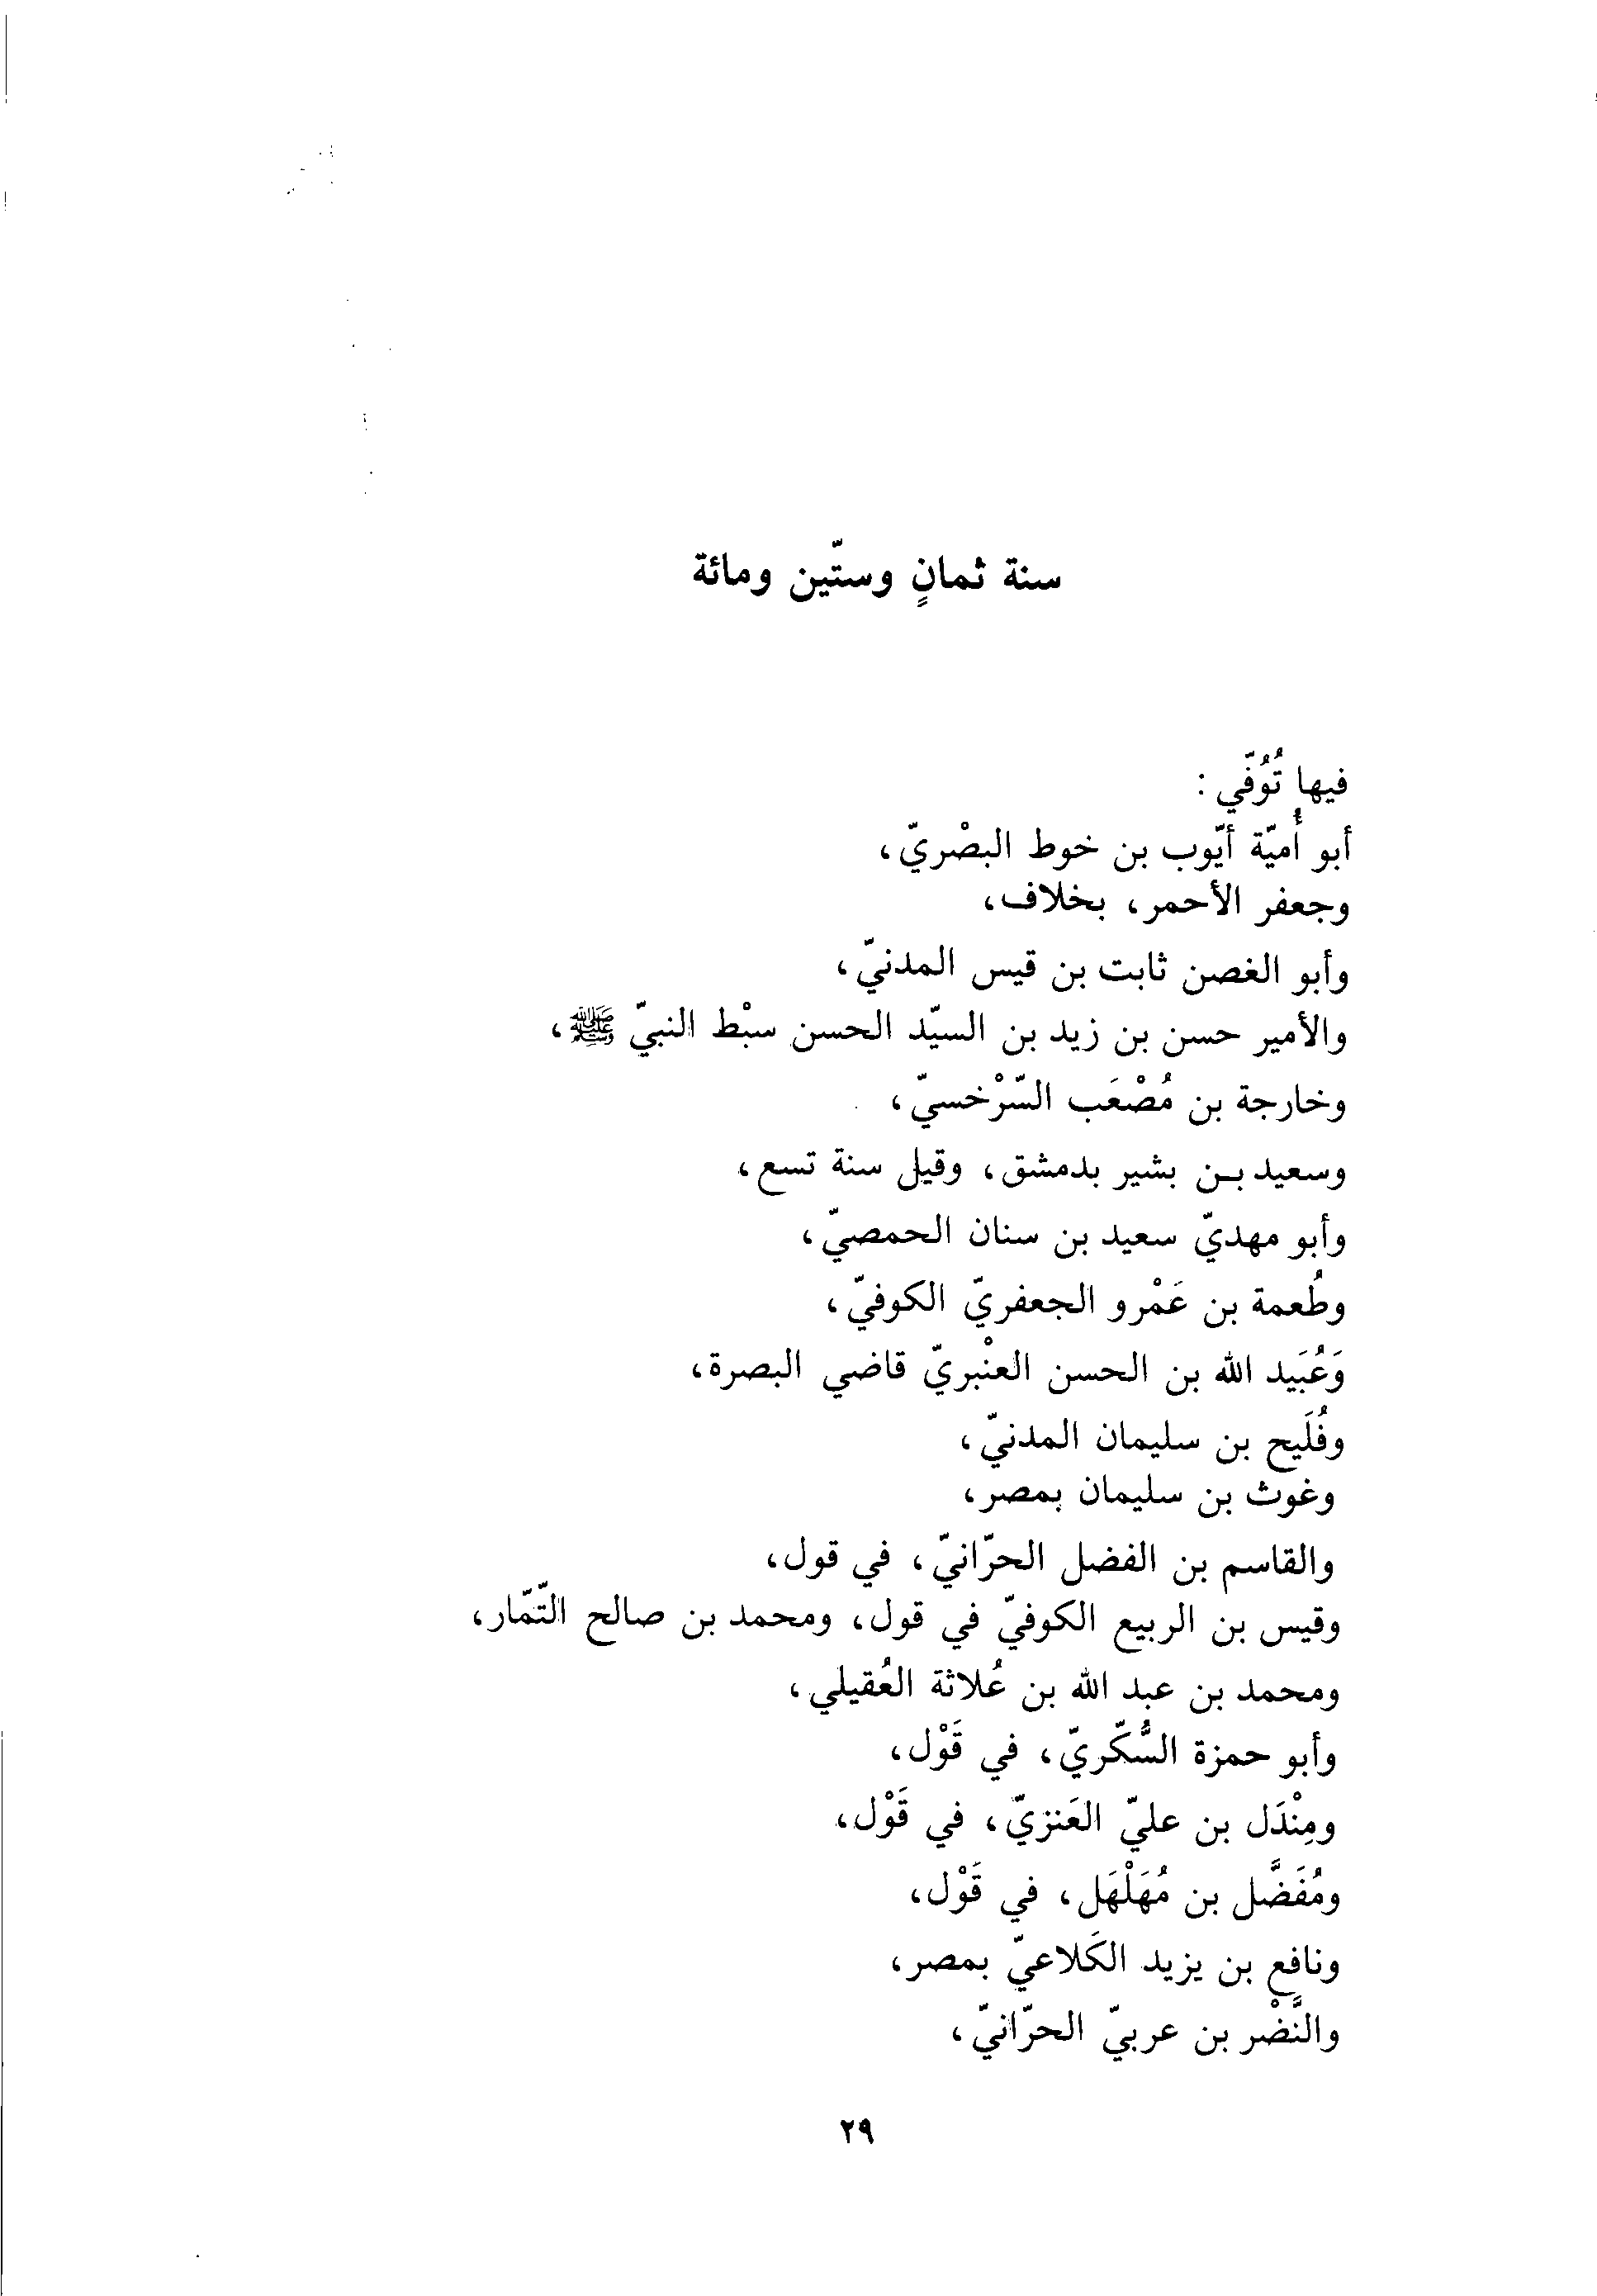 سنة ثمانٍ وستّين ومائة
فيها تُوُفّي :
أبو أُميّة أيّوب بن خوط البصْريّ،
وجعفر الأحمر، بخلاف،
وأبو الغصن ثابت بن قيس المدنيّ،
والأمير حسن بن زيد بن السيّد الحسن سبْط النبيّ ﷺ،
وخارجة بن مُصْعَب السّرْخسيّ،
وسعيد بـن بشير بدمشق، وقيل سنة تسع،
وأبو مهديّ سعيد بن سنان الحمصيّ،
وطُعمة بن عَمْرو الجعفريّ الكوفيّ،
وَعُبَيد الله بن الحسن العنْبريّ قاضي البصرة،
وفُلَيح بن سليمان المدنيّ،
وغوث بن سليمان بمصر،
والقاسم بن الفضل الحرّانيّ، في قول،
وقيس بن الربيع الكوفيّ في قول، ومحمد بن صالح التّمّار،
ومحمد بن عبد الله بن عُلاثة العُقيلي،
وأبو حمزة السُّكّريّ، في قَوْل،
ومِنْدَل بن عليّ العَنزيّ، في قَوْل،
ومُفَضَّل بن مُهَلْهَل، في قَوْل،
ونافع بن يزيد الكَلاعيّ بمصر،
والنَّضْر بن عربيّ الحرّانيّ،
٢٩